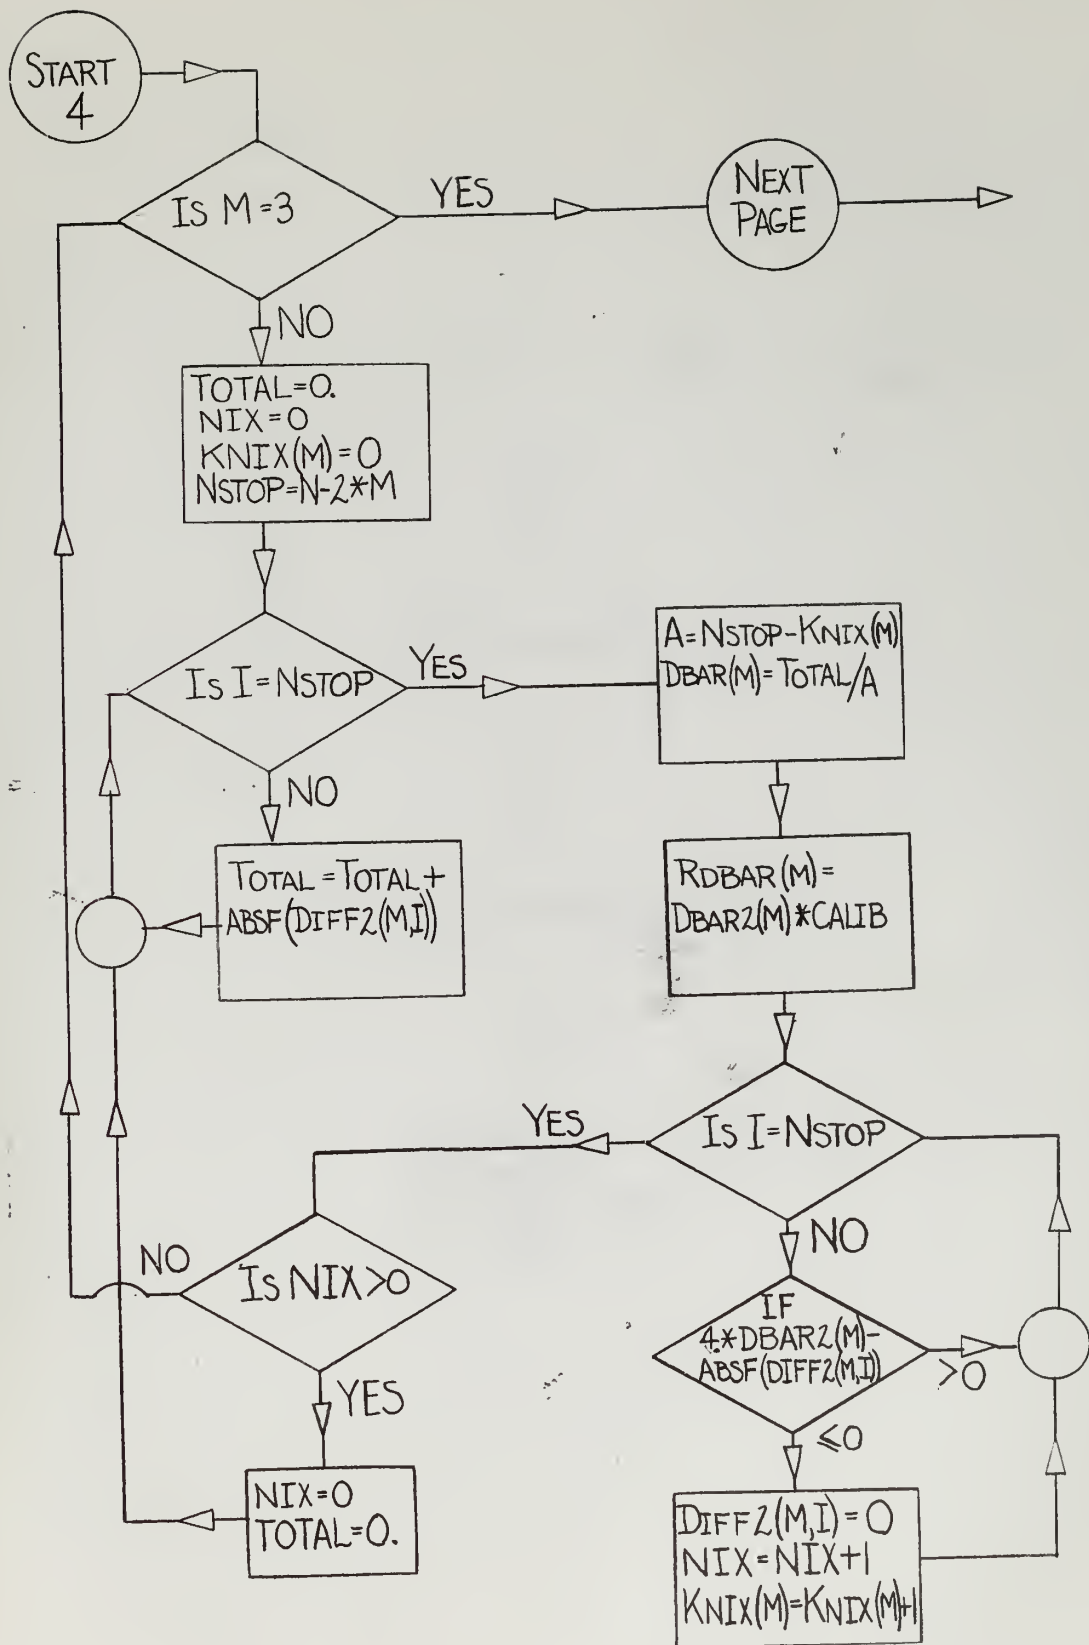 START
4
IS M=3
YES
NEXT
PAGE
NO
TOTAL=0.
NIX=0
KNIX(M)=0
NSTOP=N-2*M
IS I=NSTOP
YES
A=NSTOP-KNIX(M)
DBAR(M)=TOTAL/A
NO
TOTAL=TOTAL+
ABSF(DIFF2(M,I))
RDBAR(M)=
DBAR2(M)*CALIB
IS I=NSTOP
YES
NO
IS NIX>0
NO
YES
IF
4.*DBAR2(M)-
ABSF(DIFF2(M,I))
>0
≤0
NIX=0
TOTAL=0.
DIFF2(M,I)=0
NIX=NIX+1
KNIX(M)=KNIX(M)+1